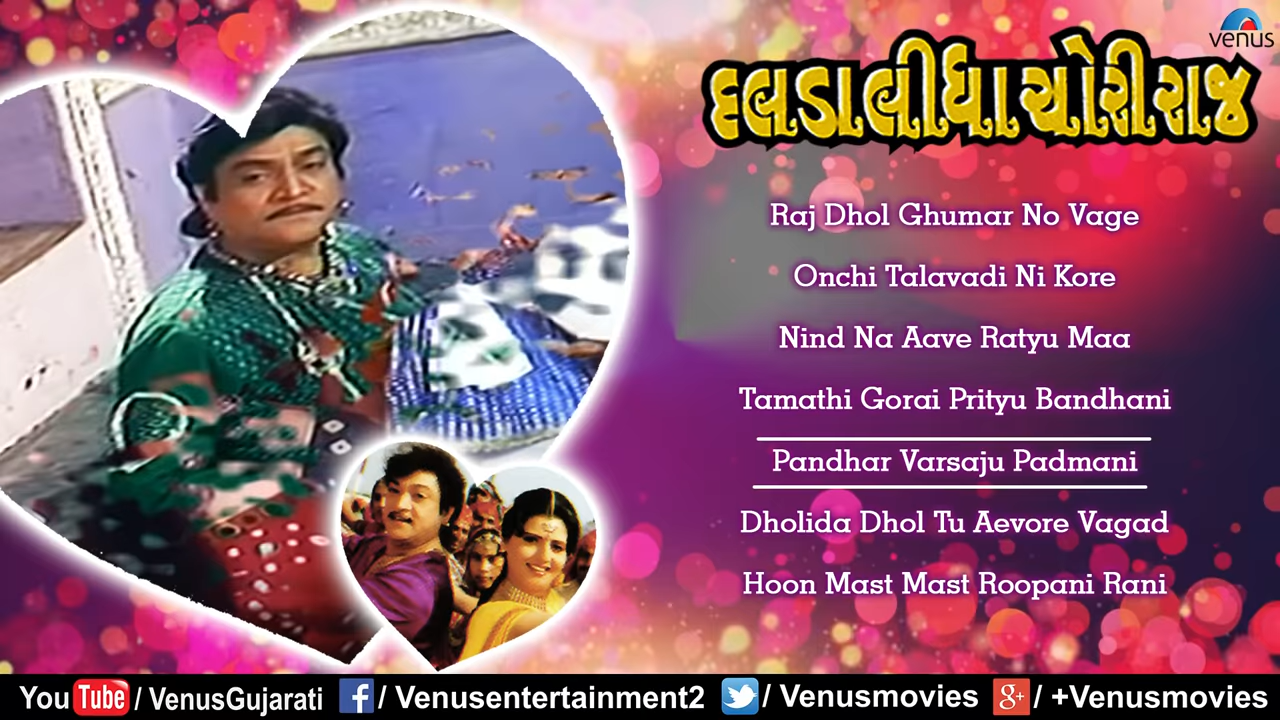 VENUS
દલડા લીધા ચોરી રાજ
Raj Dhol Ghumar No Vage
Onchi Talavadi Ni Kore
Nind Na Aave Ratyu Maa
Tamathi Gorai Prityu Bandhani
Pandhar Varsaju Padmani
Dholida Dhol Tu Aevore Vagad
Hoon Mast Mast Roopani Rani
You Tube / VenusGujarati f / Venusentertainment2 / Venusmovies g+ / +Venusmovies